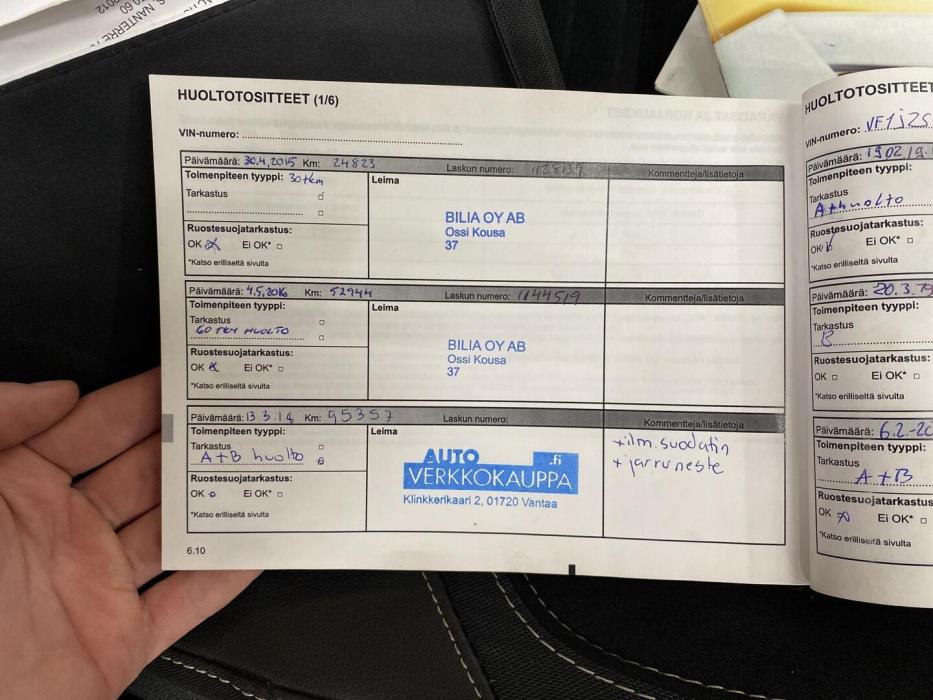 S, NANTERRE
2012
HUOLTOTOSITTEET (1/6)
VIN-numero:
Päivämäärä: 30.4.2015 Km: 24823 Laskun numero: 1128139 Kommentteja/lisätietoja
Toimenpiteen tyyppi: 30tkm
Leima
Tarkastus
BILIA OY AB
Ossi Kousa
37
Ruostesuojatarkastus:
OK Ei OK*
*Katso erilliseltä sivulta
Päivämäärä: 4.5.2016 Km: 52944 Laskun numero: 1144519 Kommentteja/lisätietoja
Toimenpiteen tyyppi:
Leima
Tarkastus
60 TKM HUOLTO
BILIA OY AB
Ossi Kousa
37
Ruostesuojatarkastus:
OK Ei OK*
*Katso erilliseltä sivulta
Päivämäärä: 13.3.18 Km: 95357 Laskun numero: Kommentteja/lisätietoja
Toimenpiteen tyyppi:
Leima
Tarkastus
A+B huolto
AUTO .fi
VERKKOKAUPPA
Klinkkerikaari 2, 01720 Vantaa
+ilm.suodatin
+jarruneste
Ruostesuojatarkastus:
OK Ei OK*
*Katso erilliseltä sivulta
6.10
HUOLTOTOSITTEET
VIN-numero: VF1JZS
Päivämäärä: 19.02.19
Toimenpiteen tyyppi:
Tarkastus
A+huolto
Ruostesuojatarkastus:
OK Ei OK*
*Katso erilliseltä sivulta
Päivämäärä: 20.3.19
Toimenpiteen tyyppi:
Tarkastus
B
Ruostesuojatarkastus:
OK Ei OK*
*Katso erilliseltä sivulta
Päivämäärä: 6.2.-20
Toimenpiteen tyyppi:
Tarkastus
A+B
Ruostesuojatarkastus
OK Ei OK*
*Katso erilliseltä sivulta